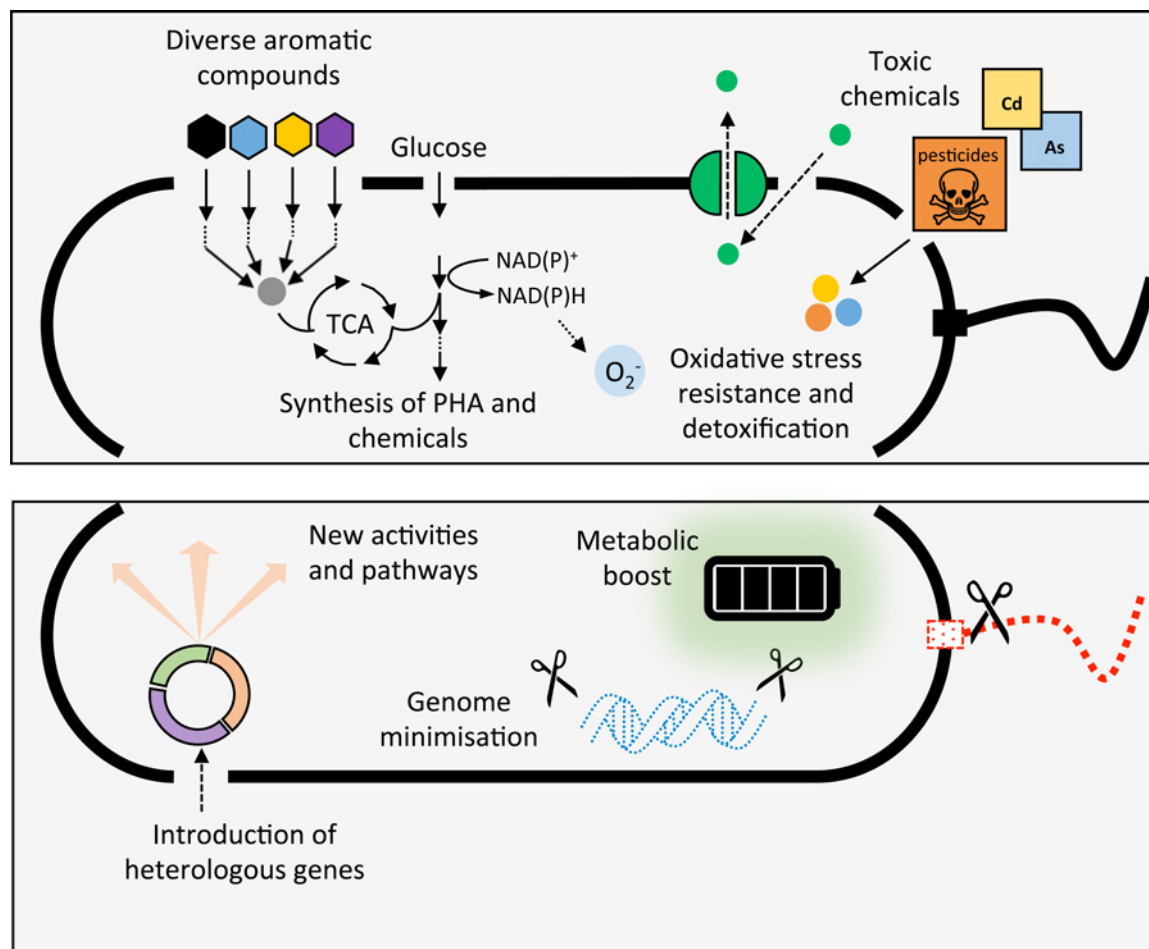 Diverse aromatic
compounds
Glucose
Toxic
chemicals
Cd
As
pesticides
NAD(P)⁺
NAD(P)H
TCA
O₂⁻
Synthesis of PHA and
chemicals
Oxidative stress
resistance and
detoxification
New activities
and pathways
Metabolic
boost
Genome
minimisation
Introduction of
heterologous genes